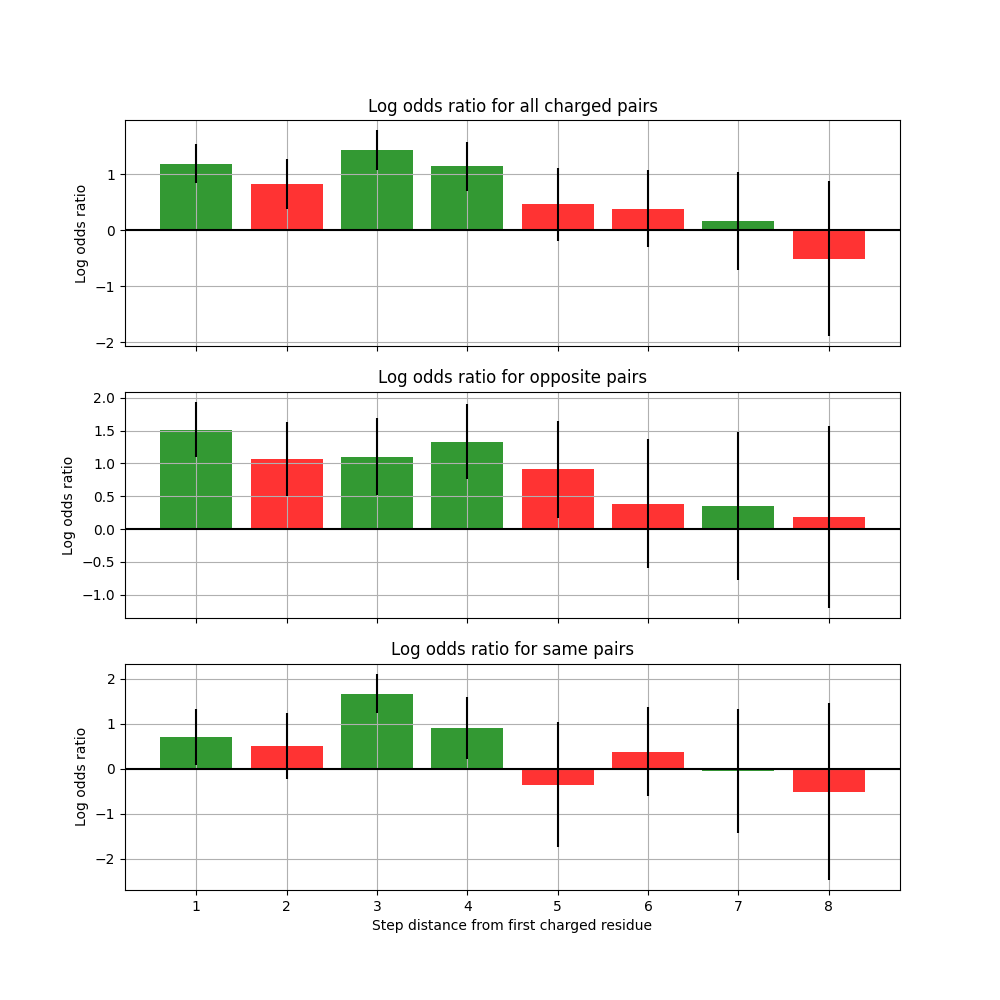 Log odds ratio for all charged pairs
Log odds ratio
1
0
−1
−2
Log odds ratio for opposite pairs
Log odds ratio
2.0
1.5
1.0
0.5
0.0
−0.5
−1.0
Log odds ratio for same pairs
Log odds ratio
2
1
0
−1
−2
1 2 3 4 5 6 7 8
Step distance from first charged residue